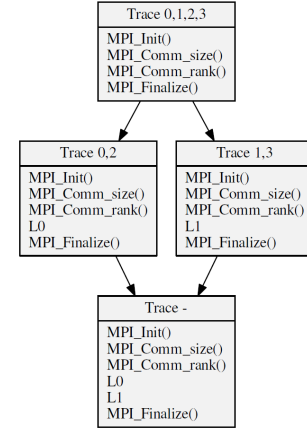 Trace 0,1,2,3
MPI_Init()
MPI_Comm_size()
MPI_Comm_rank()
MPI_Finalize()
Trace 0,2
MPI_Init()
MPI_Comm_size()
MPI_Comm_rank()
L0
MPI_Finalize()
Trace 1,3
MPI_Init()
MPI_Comm_size()
MPI_Comm_rank()
L1
MPI_Finalize()
Trace -
MPI_Init()
MPI_Comm_size()
MPI_Comm_rank()
L0
L1
MPI_Finalize()